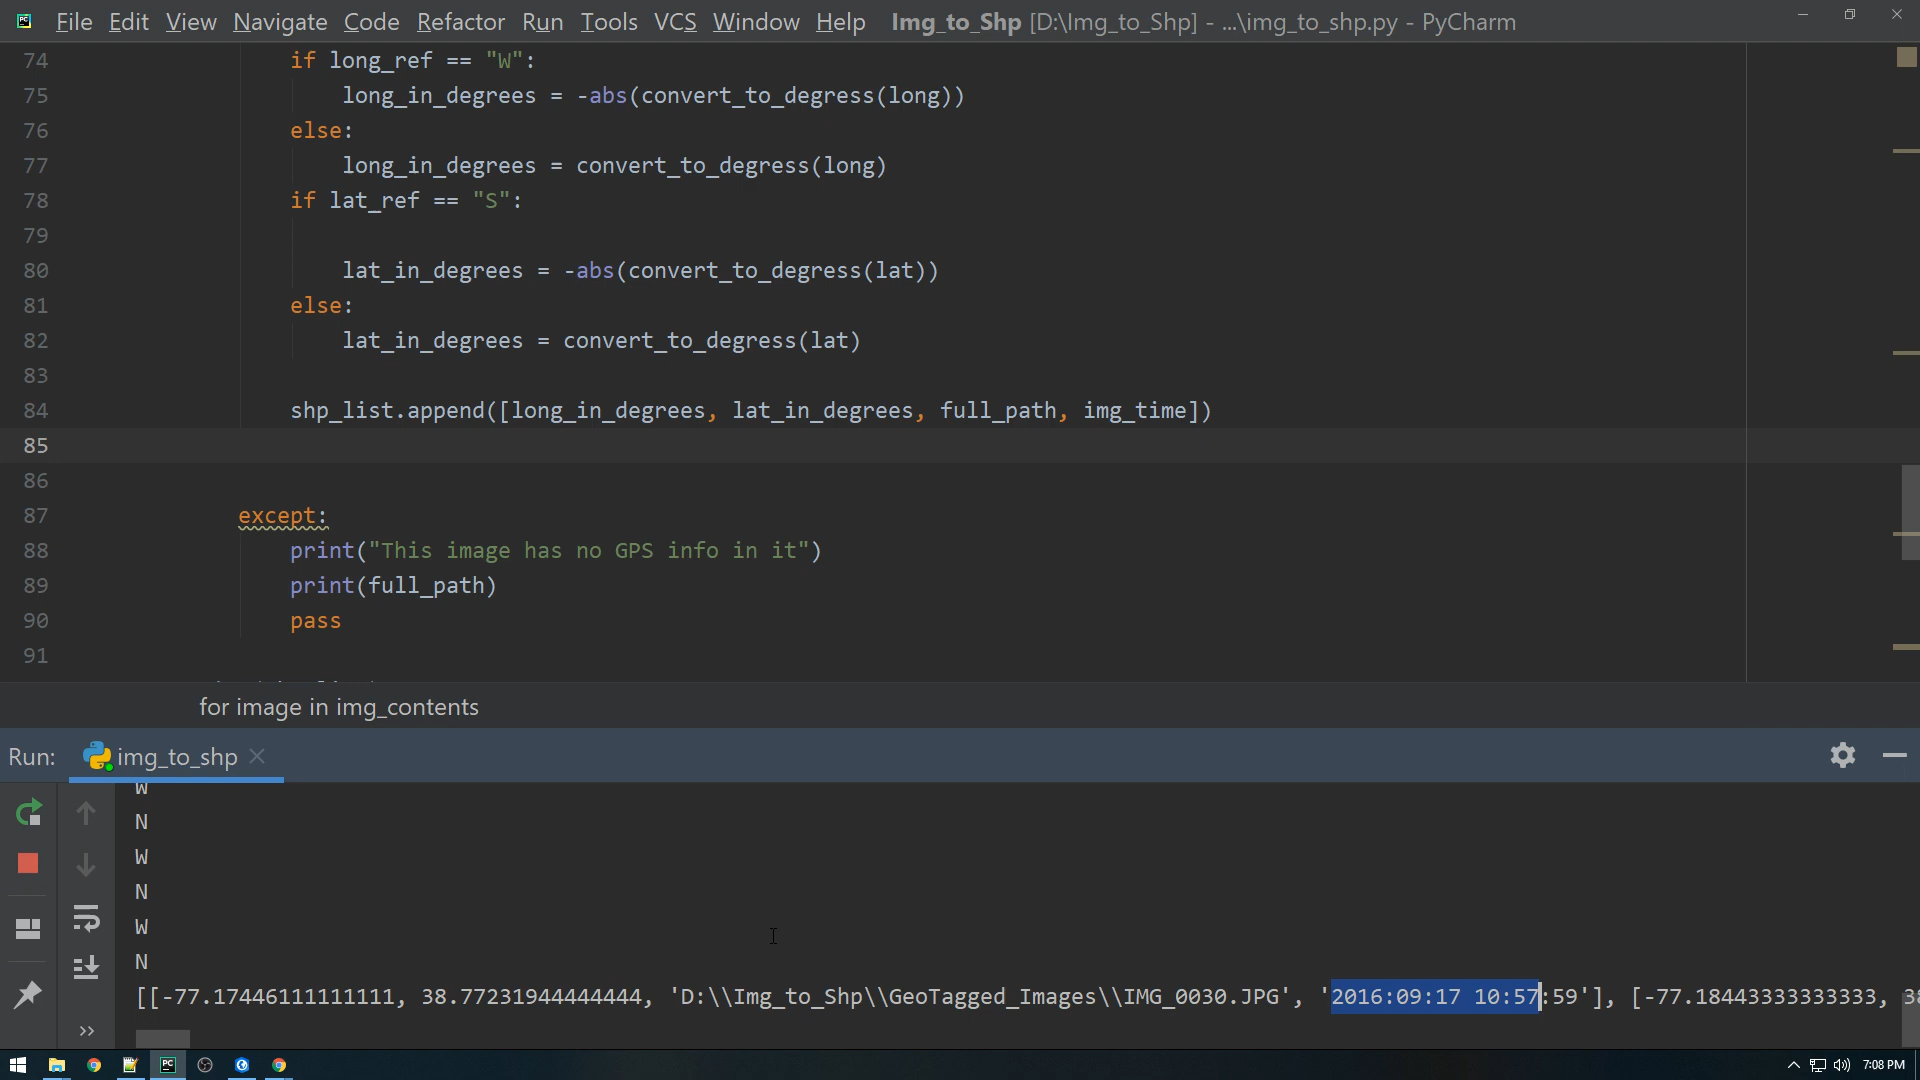 File Edit View Navigate Code Refactor Run Tools VCS Window Help Img_to_Shp [D:\Img_to_Shp] - ...\img_to_shp.py - PyCharm
74 if long_ref == "W":
75 long_in_degrees = -abs(convert_to_degress(long))
76 else:
77 long_in_degrees = convert_to_degress(long)
78 if lat_ref == "S":
79
80 lat_in_degrees = -abs(convert_to_degress(lat))
81 else:
82 lat_in_degrees = convert_to_degress(lat)
83
84 shp_list.append([long_in_degrees, lat_in_degrees, full_path, img_time])
85
86
87 except:
88 print("This image has no GPS info in it")
89 print(full_path)
90 pass
91
for image in img_contents
Run: img_to_shp
W
N
W
N
W
N
[[-77.17446111111111, 38.77231944444444, 'D:\\Img_to_Shp\\GeoTagged_Images\\IMG_0030.JPG', '2016:09:17 10:57:59'], [-77.18443333333333, 38
PC
7:08 PM